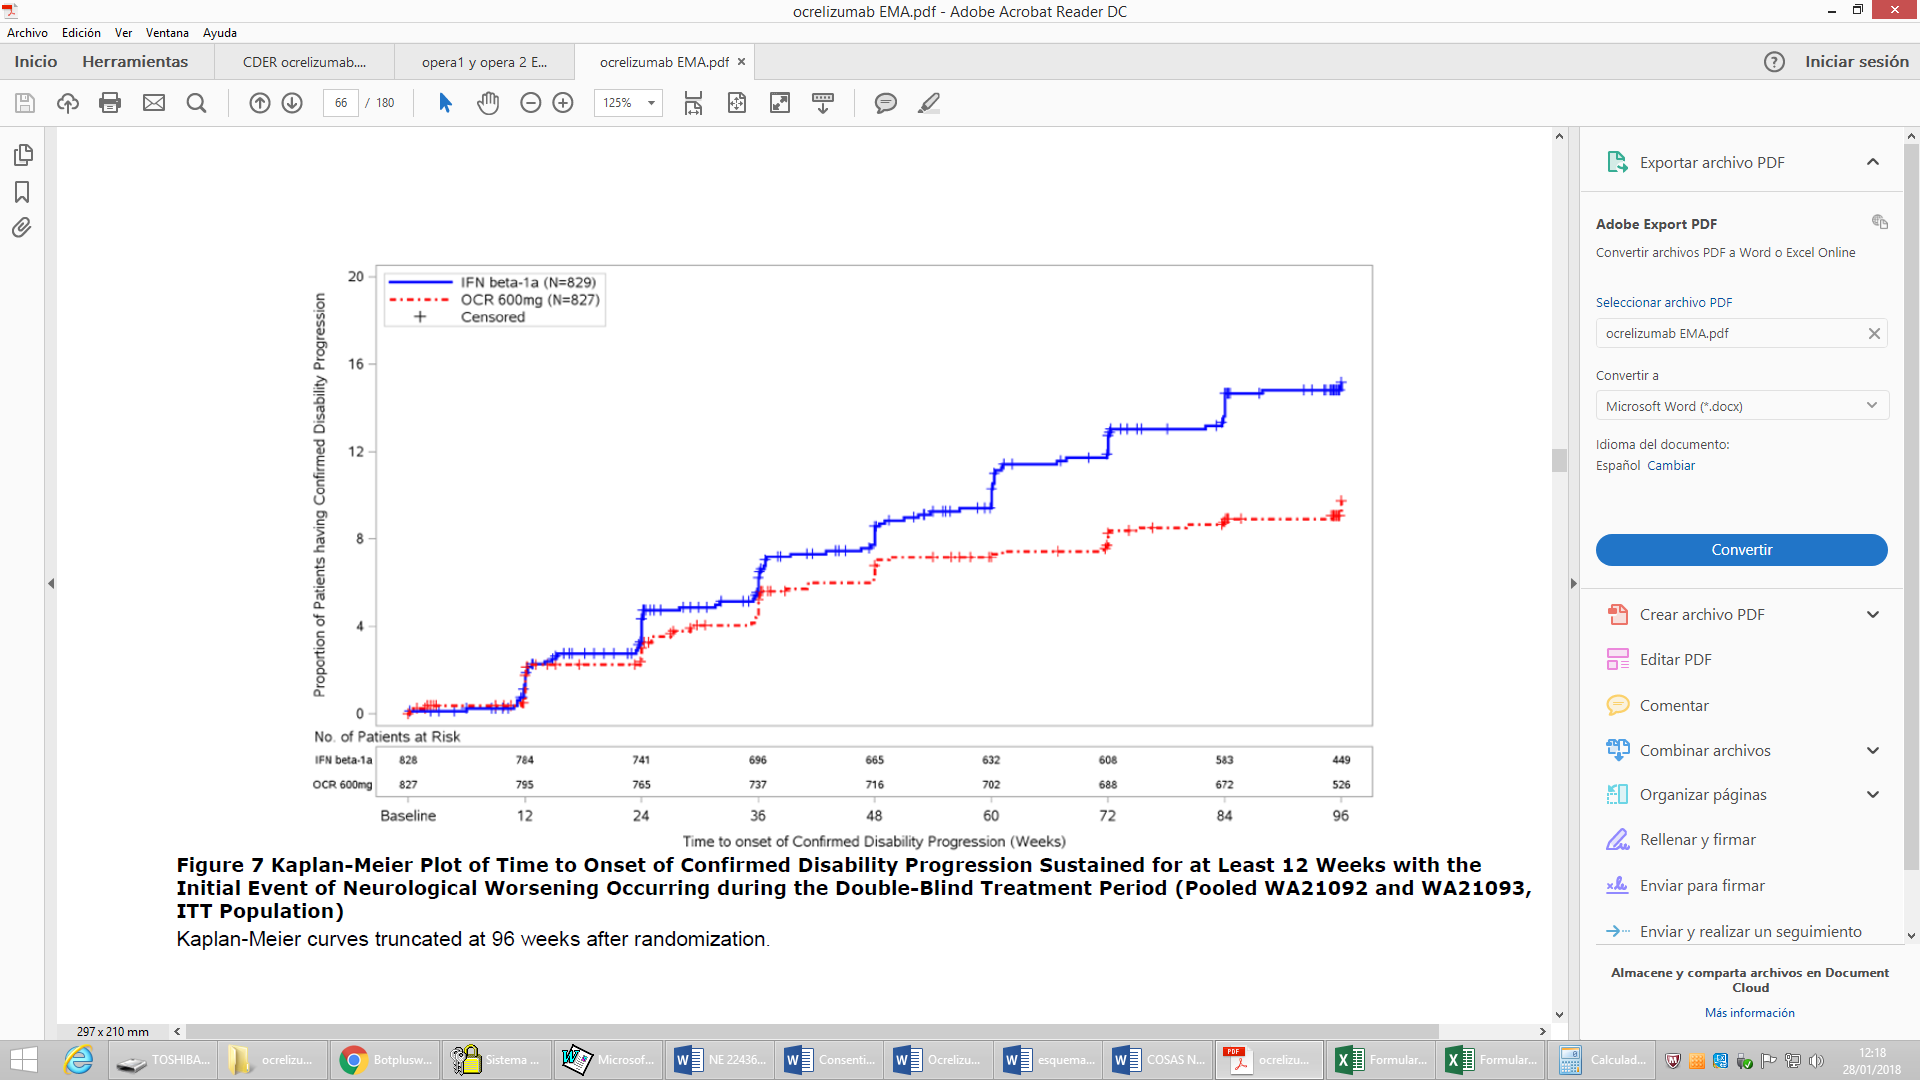 ocrelizumab EMA.pdf - Adobe Acrobat Reader DC
Archivo Edición Ver Ventana Ayuda
Inicio Herramientas CDER ocrelizumab.... opera1 y opera 2 E... ocrelizumab EMA.pdf × Iniciar sesión
66 / 180 125%
Exportar archivo PDF
Adobe Export PDF
Convertir archivos PDF a Word o Excel Online
Seleccionar archivo PDF
ocrelizumab EMA.pdf
Convertir a
Microsoft Word (*.docx)
Idioma del documento:
Español Cambiar
Convertir
Crear archivo PDF
Editar PDF
Comentar
Combinar archivos
Organizar páginas
Rellenar y firmar
Enviar para firmar
Enviar y realizar un seguimiento
Almacene y comparta archivos en Document
Cloud
Más información
Proportion of Patients having Confirmed Disability Progression
20
16
12
8
4
0
IFN beta-1a (N=829)
OCR 600mg (N=827)
+ Censored
No. of Patients at Risk
IFN beta-1a 828 784 741 696 665 632 608 583 449
OCR 600mg 827 795 765 737 716 702 688 672 526
Baseline 12 24 36 48 60 72 84 96
Time to onset of Confirmed Disability Progression (Weeks)
Figure 7 Kaplan-Meier Plot of Time to Onset of Confirmed Disability Progression Sustained for at Least 12 Weeks with the
Initial Event of Neurological Worsening Occurring during the Double-Blind Treatment Period (Pooled WA21092 and WA21093,
ITT Population)
Kaplan-Meier curves truncated at 96 weeks after randomization.
297 x 210 mm
TOSHIBA... ocrelizu... Botplusw... Sistema ... Microsof... NE 22436... Consenti... Ocrelizu... esquema... COSAS N... ocrelizu... Formular... Formular... Calculad... 12:18
28/01/2018